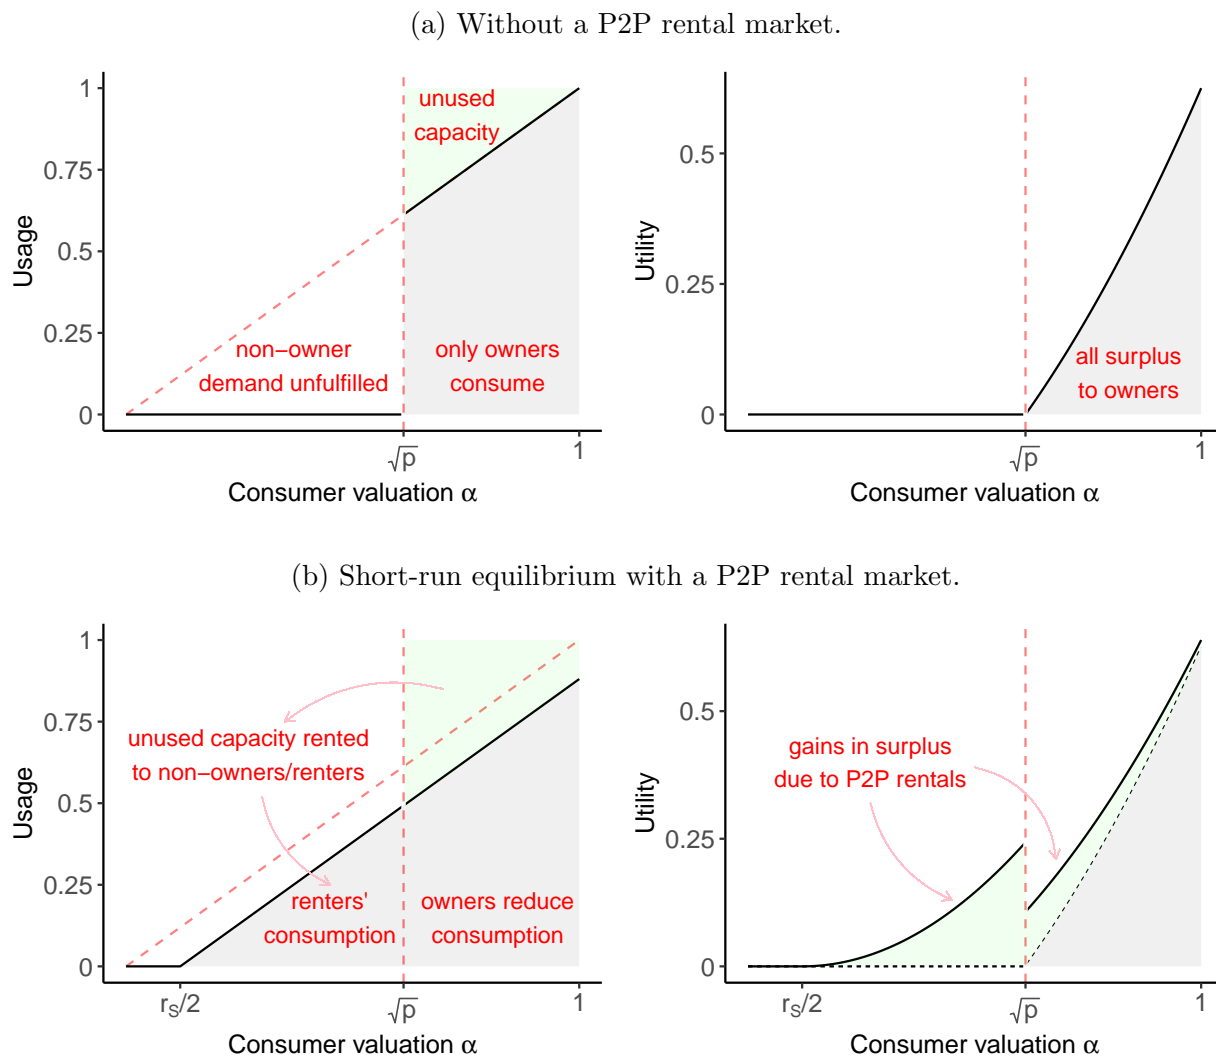 (a) Without a P2P rental market.
1
0.75
0.5
0.25
0
Usage
unused
capacity
non−owner
demand unfulfilled
only owners
consume
√p
1
Consumer valuation α
0.5
0.25
0
Utility
all surplus
to owners
√p
1
Consumer valuation α
(b) Short-run equilibrium with a P2P rental market.
1
0.75
0.5
0.25
0
Usage
unused capacity rented
to non−owners/renters
renters'
consumption
owners reduce
consumption
rS/2
√p
1
Consumer valuation α
0.5
0.25
0
Utility
gains in surplus
due to P2P rentals
rS/2
√p
1
Consumer valuation α